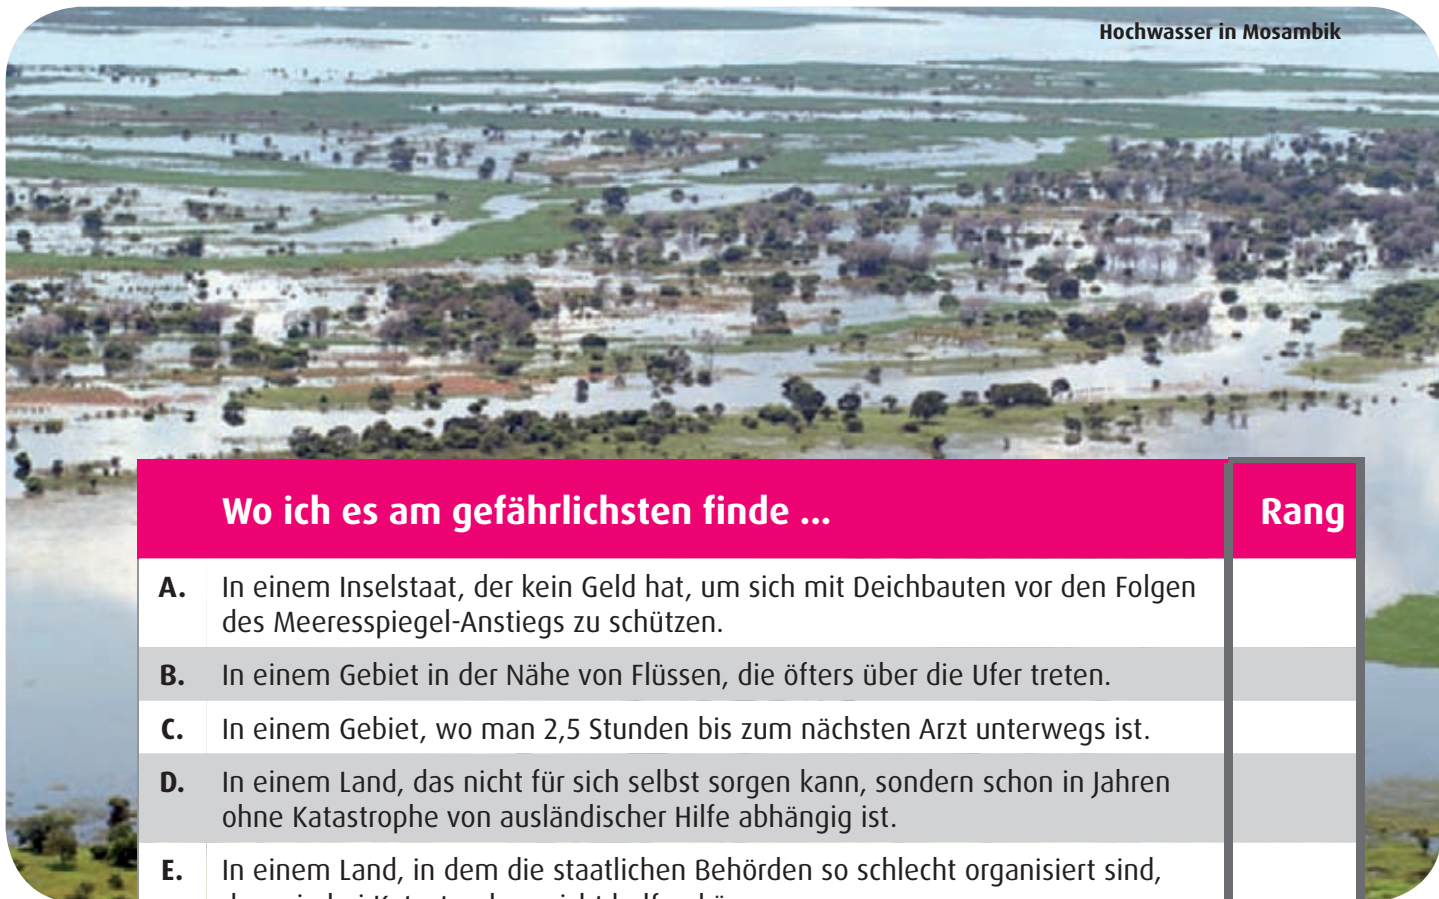 Hochwasser in Mosambik
Wo ich es am gefährlichsten finde ... Rang
A. In einem Inselstaat, der kein Geld hat, um sich mit Deichbauten vor den Folgen
des Meeresspiegel-Anstiegs zu schützen.
B. In einem Gebiet in der Nähe von Flüssen, die öfters über die Ufer treten.
C. In einem Gebiet, wo man 2,5 Stunden bis zum nächsten Arzt unterwegs ist.
D. In einem Land, das nicht für sich selbst sorgen kann, sondern schon in Jahren
ohne Katastrophe von ausländischer Hilfe abhängig ist.
E. In einem Land, in dem die staatlichen Behörden so schlecht organisiert sind,